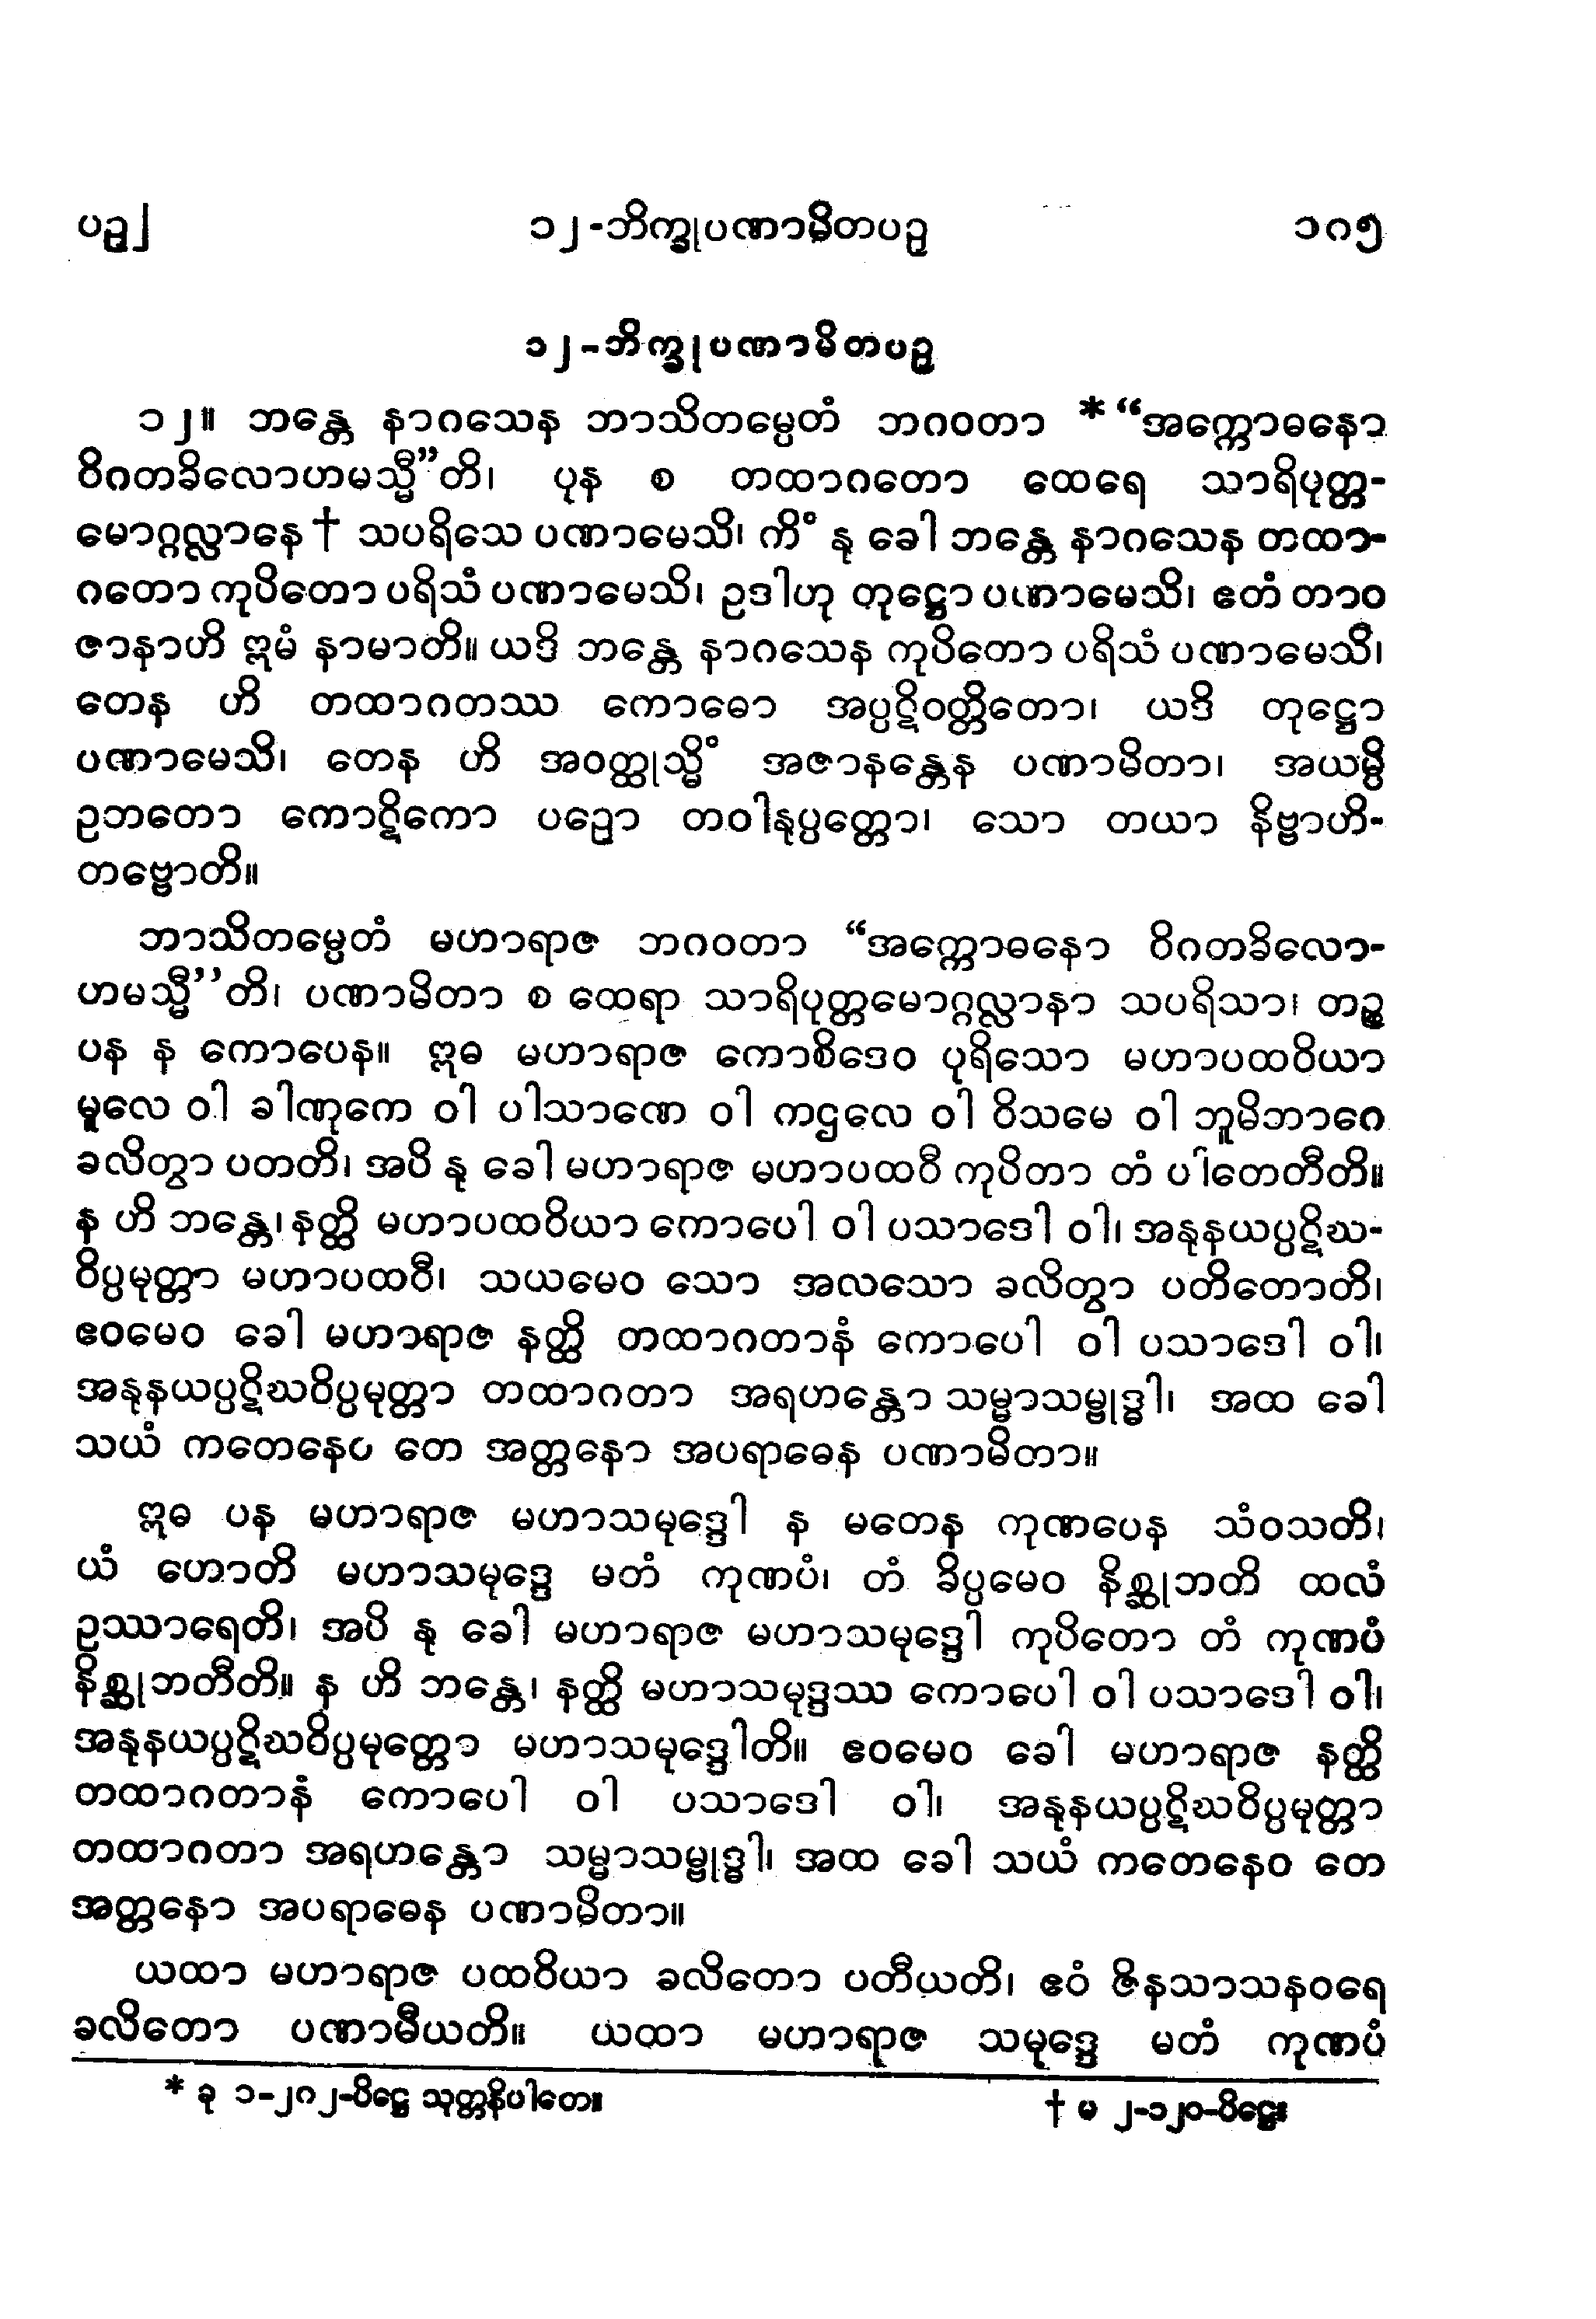 ပဉှ]
၁၂-ဘိက္ခုပဏာမိတပဉှ
၁၈၅
၁၂-ဘိက္ခုပဏာမိတပဉှ
၁၂။ ဘန္တေ နာဂသေန ဘာသိတမ္ပေတံ ဘဂဝတာ *“အက္ကောဓနော
ဝိဂတခိလောဟမသ္မီ”တိ၊ ပုန စ တထာဂတော ထေရေ သာရိပုတ္တ-
မောဂ္ဂလ္လာနေ† သပရိသေ ပဏာမေသိ၊ ကိံ နု ခေါ ဘန္တေ နာဂသေန တထာ-
ဂတော ကုပိတော ပရိသံ ပဏာမေသိ၊ ဥဒါဟု တုဋ္ဌော ပဏာမေသိ၊ ဧတံ တာဝ
ဇာနာဟိ ဣမံ နာမာတိ။ ယဒိ ဘန္တေ နာဂသေန ကုပိတော ပရိသံ ပဏာမေသိ၊
တေန ဟိ တထာဂတဿ ကောဓော အပ္ပဋိဝတ္တိတော၊ ယဒိ တုဋ္ဌော
ပဏာမေသိ၊ တေန ဟိ အဝတ္ထုသ္မိံ အဇာနန္တေန ပဏာမိတာ၊ အယမ္ပိ
ဥဘတော ကောဋိကော ပဉှော တဝါနုပ္ပတ္တော၊ သော တယာ နိဗ္ဗာဟိ-
တဗ္ဗောတိ။
ဘာသိတမ္ပေတံ မဟာရာဇ ဘဂဝတာ “အက္ကောဓနော ဝိဂတခိလော-
ဟမသ္မီ’’တိ၊ ပဏာမိတာ စ ထေရာ သာရိပုတ္တမောဂ္ဂလ္လာနာ သပရိသာ၊ တဉ္စ
ပန န ကောပေန။ ဣဓ မဟာရာဇ ကောစိဒေဝ ပုရိသော မဟာပထဝိယာ
မူလေ ဝါ ခါဏုကေ ဝါ ပါသာဏေ ဝါ ကဌလေ ဝါ ဝိသမေ ဝါ ဘူမိဘာဂေ
ခလိတွာ ပတတိ၊ အပိ နု ခေါ မဟာရာဇ မဟာပထဝီ ကုပိတာ တံ ပါတေတီတိ။
န ဟိ ဘန္တေ၊ နတ္ထိ မဟာပထဝိယာ ကောပေါ ဝါ ပသာဒေါ ဝါ၊ အနုနယပ္ပဋိဃ-
ဝိပ္ပမုတ္တာ မဟာပထဝီ၊ သယမေဝ သော အလသော ခလိတွာ ပတိတောတိ၊
ဧဝမေဝ ခေါ မဟာရာဇ နတ္ထိ တထာဂတာနံ ကောပေါ ဝါ ပသာဒေါ ဝါ၊
အနုနယပ္ပဋိဃဝိပ္ပမုတ္တာ တထာဂတာ အရဟန္တော သမ္မာသမ္ဗုဒ္ဓါ၊ အထ ခေါ
သယံ ကတေနေဝ တေ အတ္တနော အပရာဓေန ပဏာမိတာ။
ဣဓ ပန မဟာရာဇ မဟာသမုဒ္ဒေါ န မတေန ကုဏပေန သံဝသတိ၊
ယံ ဟောတိ မဟာသမုဒ္ဒေ မတံ ကုဏပံ၊ တံ ခိပ္ပမေဝ နိစ္ဆုဘတိ ထလံ
ဥဿာရေတိ၊ အပိ နု ခေါ မဟာရာဇ မဟာသမုဒ္ဒေါ ကုပိတော တံ ကုဏပံ
နိစ္ဆုဘတီတိ။ န ဟိ ဘန္တေ၊ နတ္ထိ မဟာသမုဒ္ဒဿ ကောပေါ ဝါ ပသာဒေါ ဝါ၊
အနုနယပ္ပဋိဃဝိပ္ပမုတ္တော မဟာသမုဒ္ဒေါတိ။ ဧဝမေဝ ခေါ မဟာရာဇ နတ္ထိ
တထာဂတာနံ ကောပေါ ဝါ ပသာဒေါ ဝါ၊ အနုနယပ္ပဋိဃဝိပ္ပမုတ္တာ
တထာဂတာ အရဟန္တော သမ္မာသမ္ဗုဒ္ဓါ၊ အထ ခေါ သယံ ကတေနေဝ တေ
အတ္တနော အပရာဓေန ပဏာမိတာ။
ယထာ မဟာရာဇ ပထဝိယာ ခလိတော ပတီယတိ၊ ဧဝံ ဇိနသာသနဝရေ
ခလိတော ပဏာမီယတိ။ ယထာ မဟာရာဇ သမုဒ္ဒေ မတံ ကုဏပံ
* ခု ၁-၂၈၂-ပိဋ္ဌေ သုတ္တနိပါတေ။
† မ ၂-၁၂၀-ပိဋ္ဌေ။